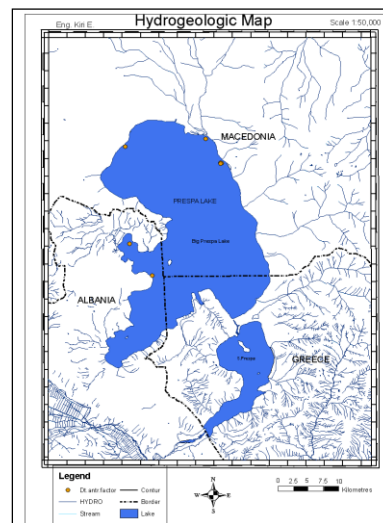 Eng. Kiri E.
Hydrogeologic Map
Scale 1:50,000
MACEDONIA
PRESPA LAKE
Big Prespa Lake
ALBANIA
GREECE
Legend
HYDRO
Stream
Contur
Border
Lake
N
W
E
S
0 2.5 5 7.5 10
Kilometres